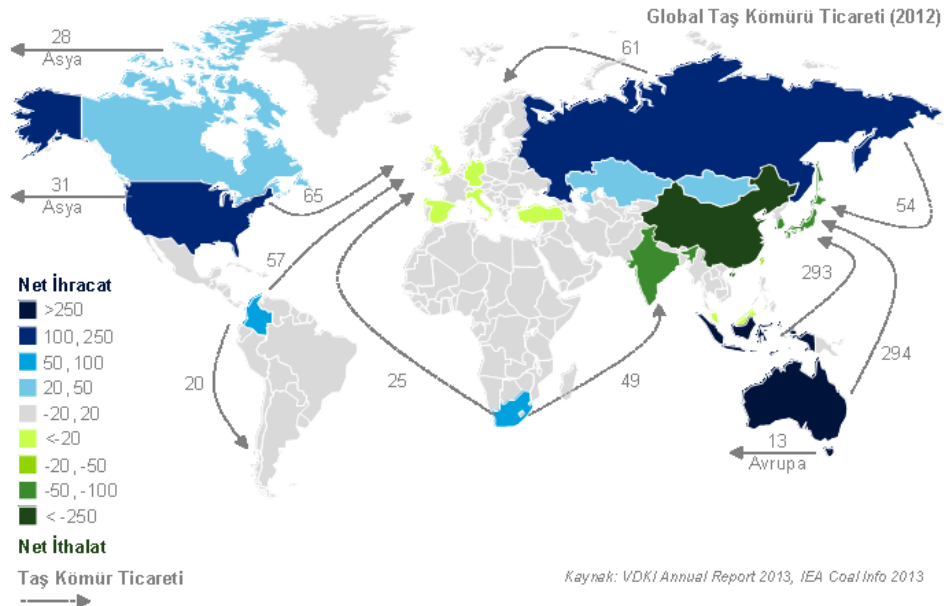 Global Taş Kömürü Ticareti (2012)
28
Asya
61
31
Asya
65
54
57
293
Net İhracat
>250
100,250
50, 100
20, 50
-20, 20
<-20
-20, -50
-50, -100
< -250
Net İthalat
20
25
49
294
13
Avrupa
Taş Kömür Ticareti
Kaynak: VDKI Annual Report 2013, IEA Coal Info 2013